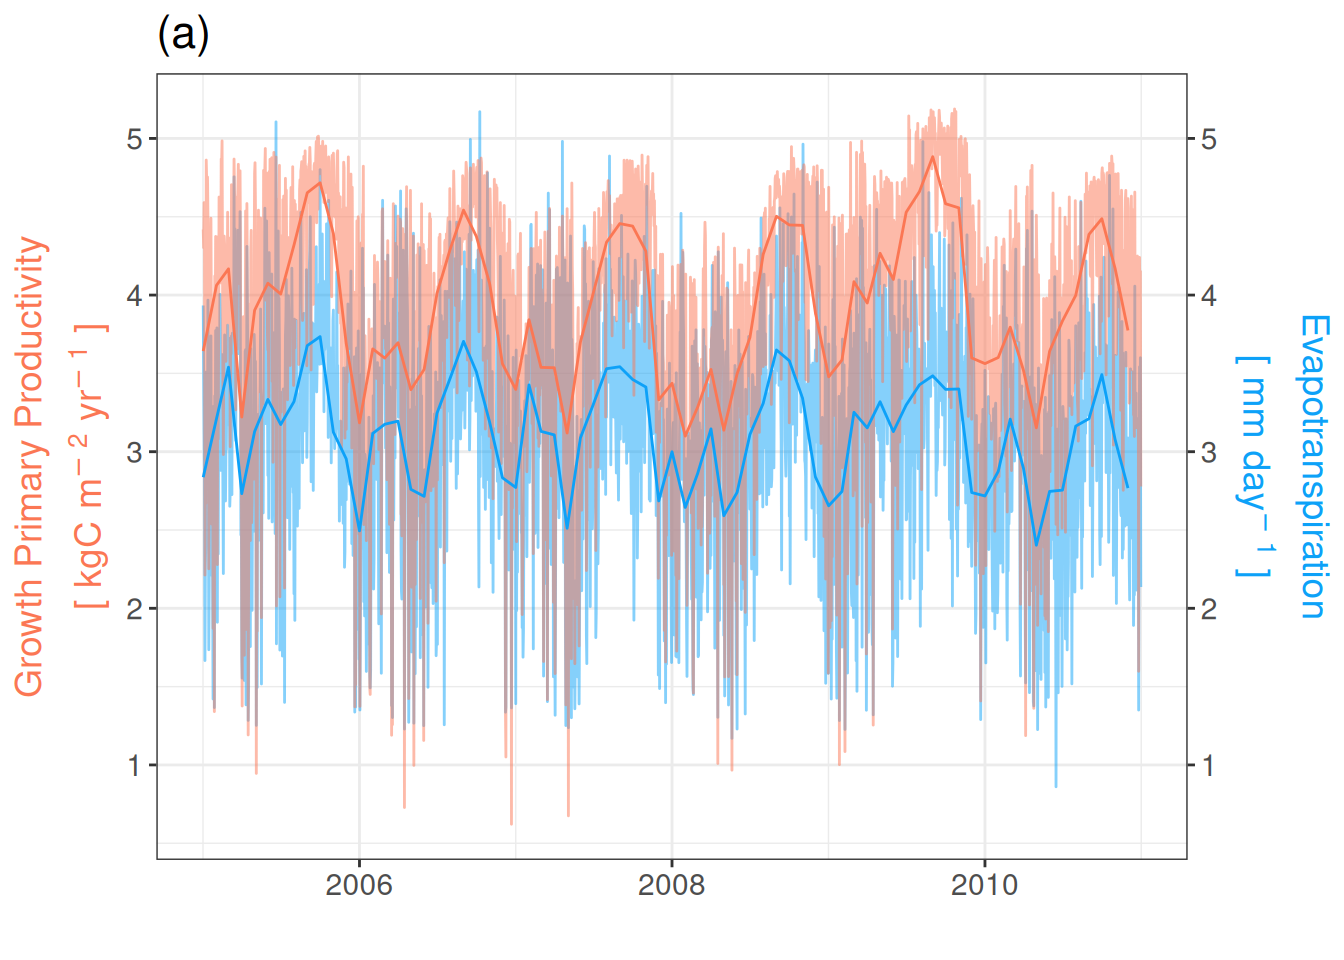 (a)
Growth Primary Productivity
[ kgC m⁻² yr⁻¹ ]
5
4
3
2
1
5
4
3
2
1
Evapotranspiration
[ mm day⁻¹ ]
2006
2008
2010